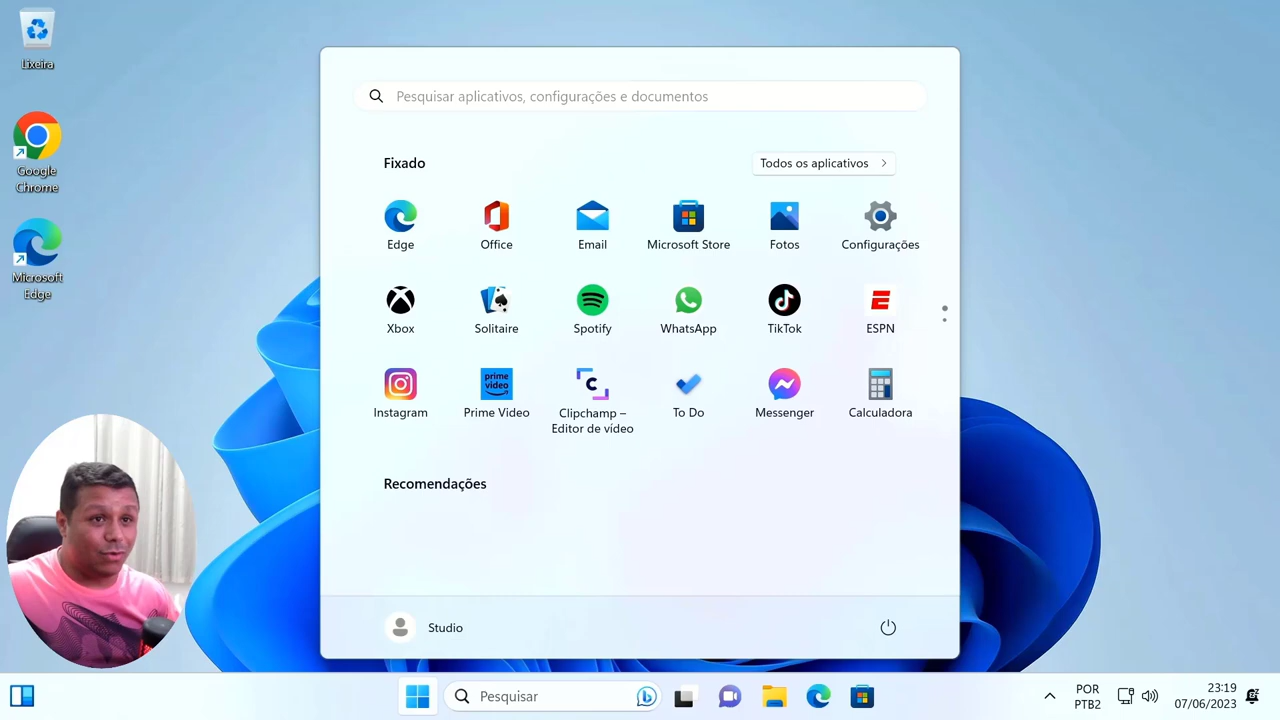 Lixeira
Google
Chrome
Microsoft
Edge
Pesquisar aplicativos, configurações e documentos
Fixado
Todos os aplicativos
Edge
Office
Email
Microsoft Store
Fotos
Configurações
Xbox
Solitaire
Spotify
WhatsApp
TikTok
ESPN
prime
video
Instagram
Prime Video
Clipchamp –
Editor de vídeo
To Do
Messenger
Calculadora
Recomendações
Studio
Pesquisar
POR
PTB2
23:19
07/06/2023